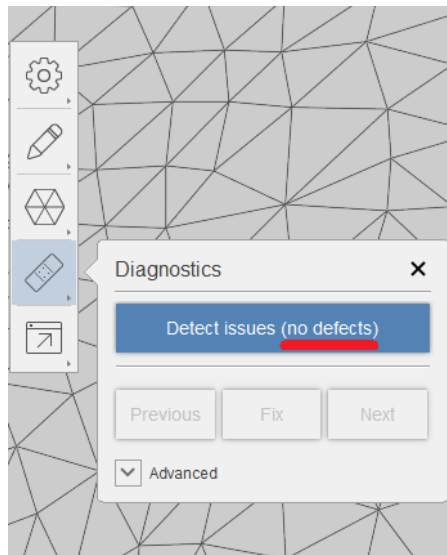 Diagnostics
Detect issues (no defects)
Previous Fix Next
Advanced